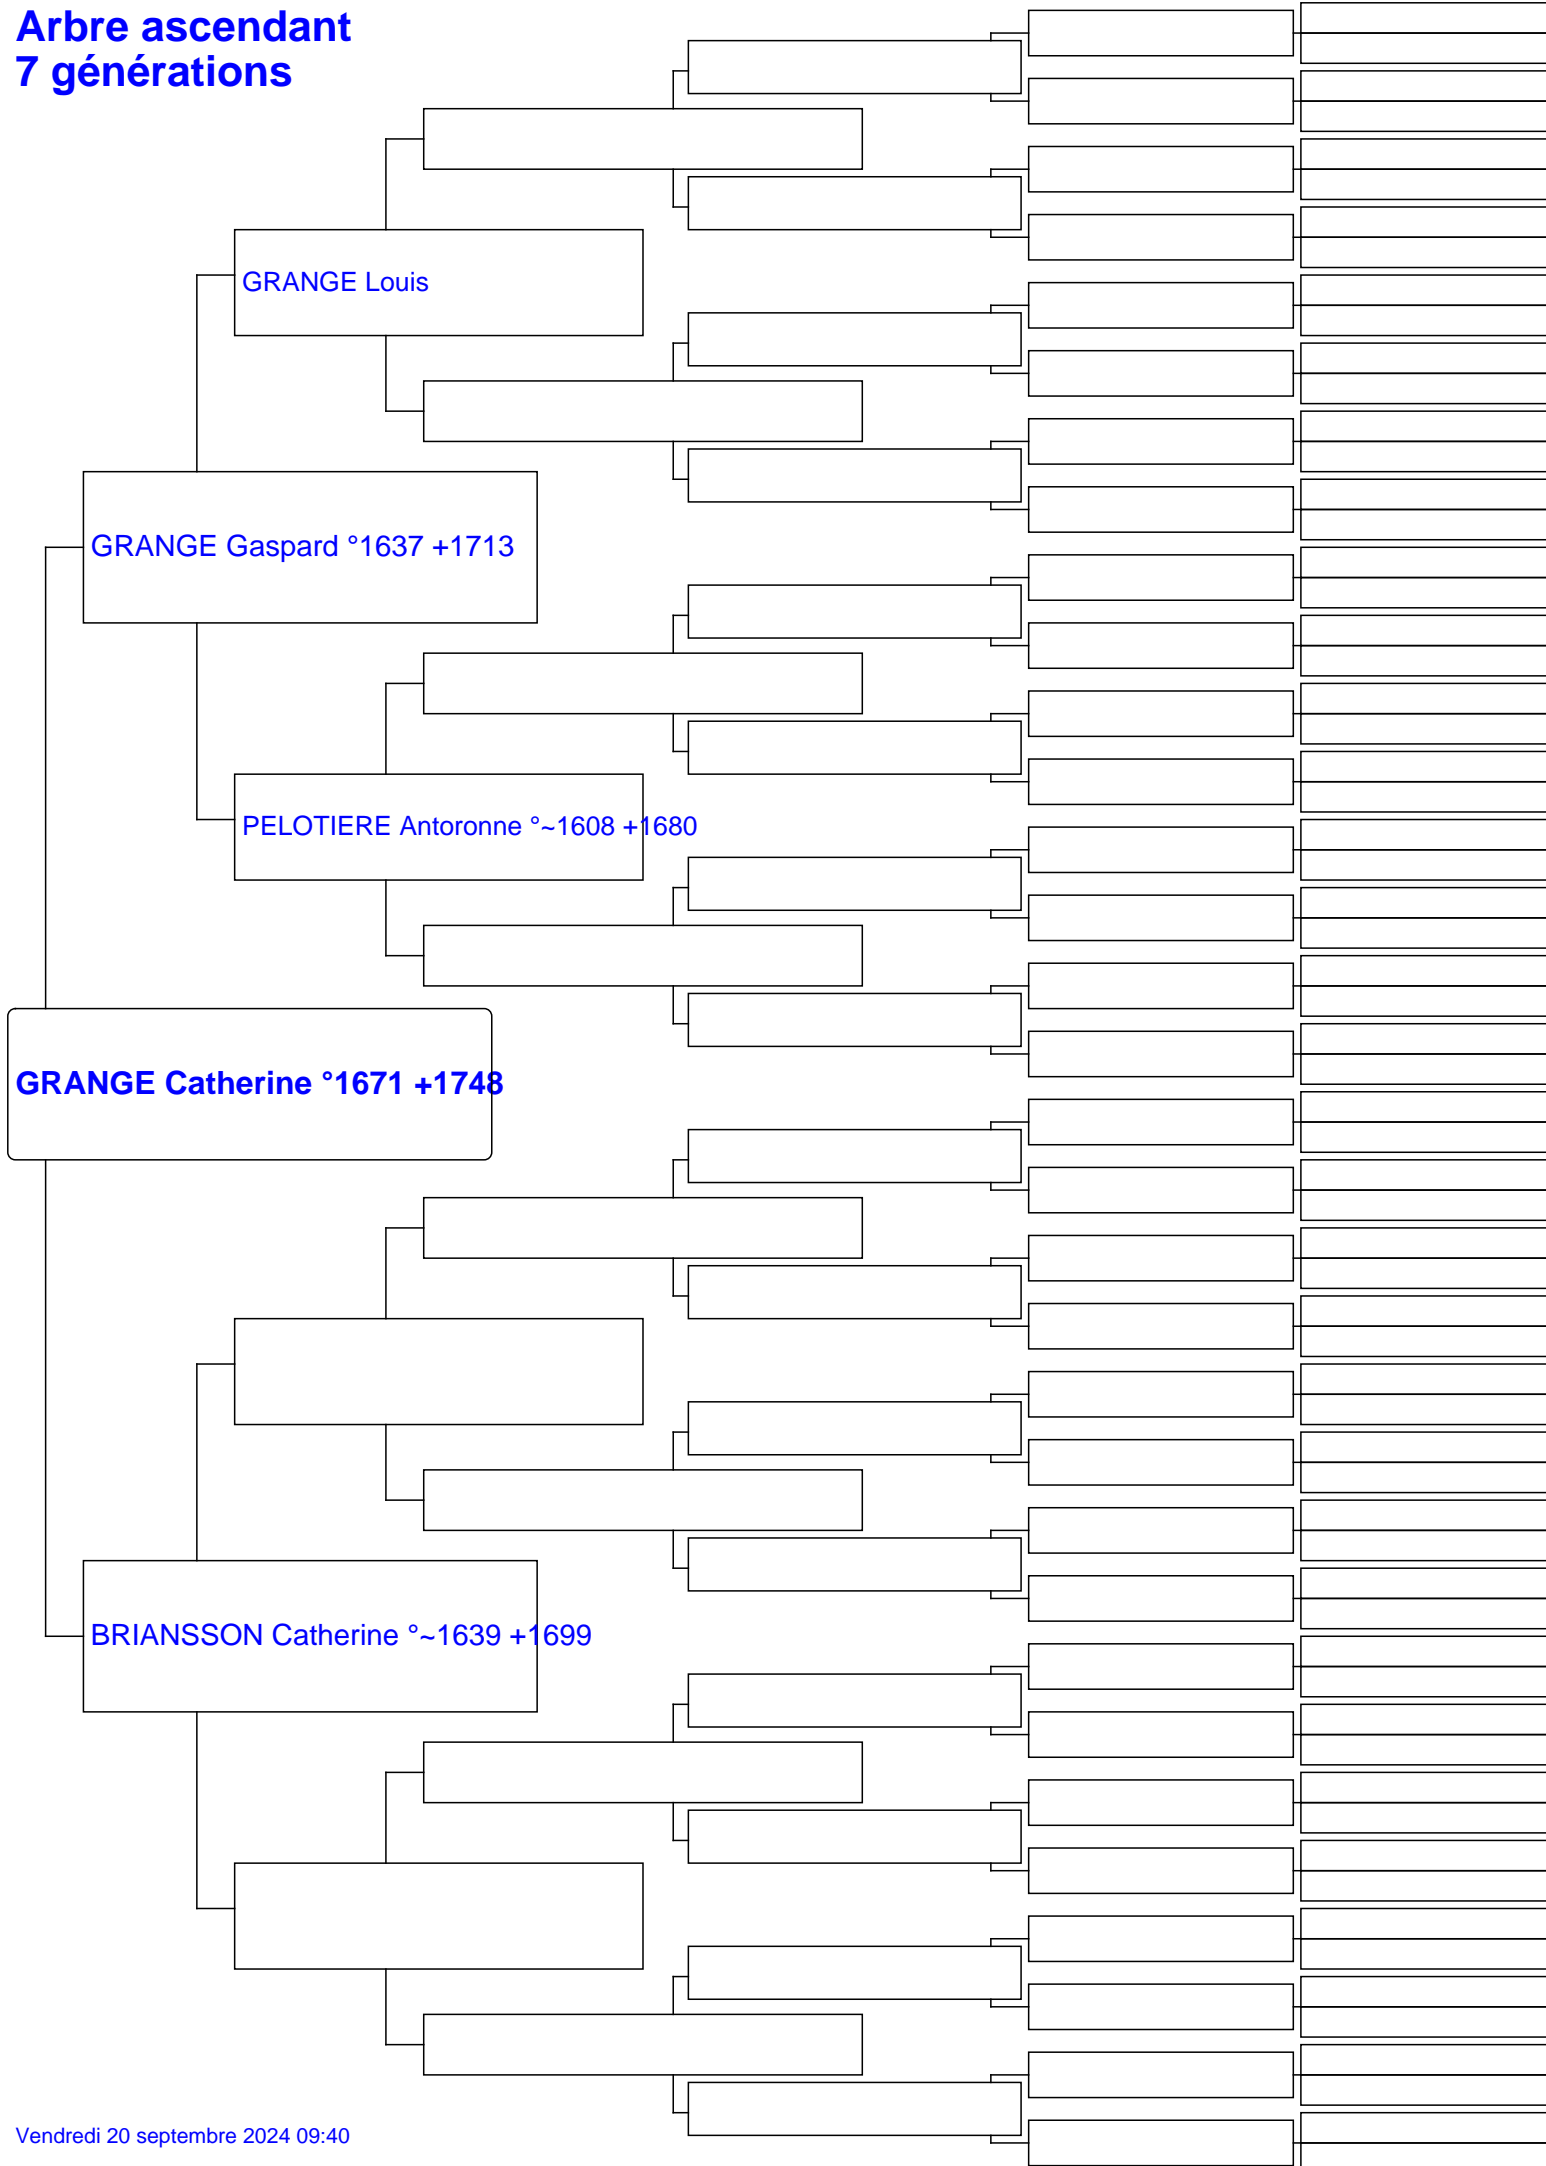 Arbre ascendant
7 générations
GRANGE Louis
GRANGE Gaspard °1637 +1713
PELOTIERE Antoronne °~1608 +1680
GRANGE Catherine °1671 +1748
BRIANSSON Catherine °~1639 +1699
Vendredi 20 septembre 2024 09:40